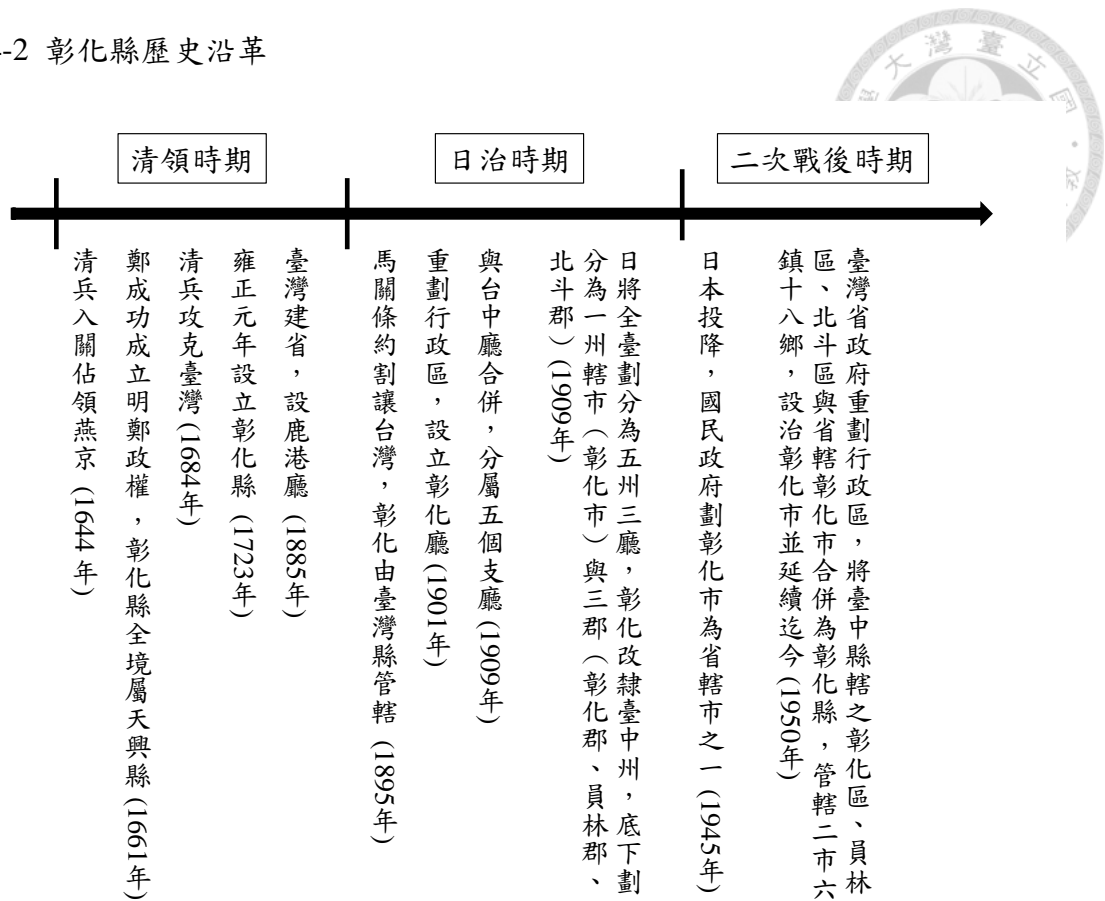 -2 彰化縣歷史沿革
清領時期
日治時期
二次戰後時期
清兵入關佔領燕京 (1644 年)
鄭成功成立明鄭政權，彰化縣全境屬天興縣 (1661年)
清兵攻克臺灣 (1684年)
雍正元年設立彰化縣 (1723年)
臺灣建省，設鹿港廳 (1885年)
馬關條約割讓台灣，彰化由臺灣縣管轄 (1895年)
重劃行政區，設立彰化廳 (1901年)
與台中廳合併，分屬五個支廳 (1909年)
日將全臺劃分為五州三廳，彰化改隸臺中州，底下劃
分為一州轄市（彰化市）與三郡（彰化郡、員林郡、
北斗郡）(1909年)
日本投降，國民政府劃彰化市為省轄市之一 (1945年)
臺灣省政府重劃行政區，將臺中縣轄之彰化區、員林
區、北斗區與省轄彰化市合併為彰化縣，管轄二市六
鎮十八鄉，設治彰化市並延續迄今 (1950年)
大灣臺立